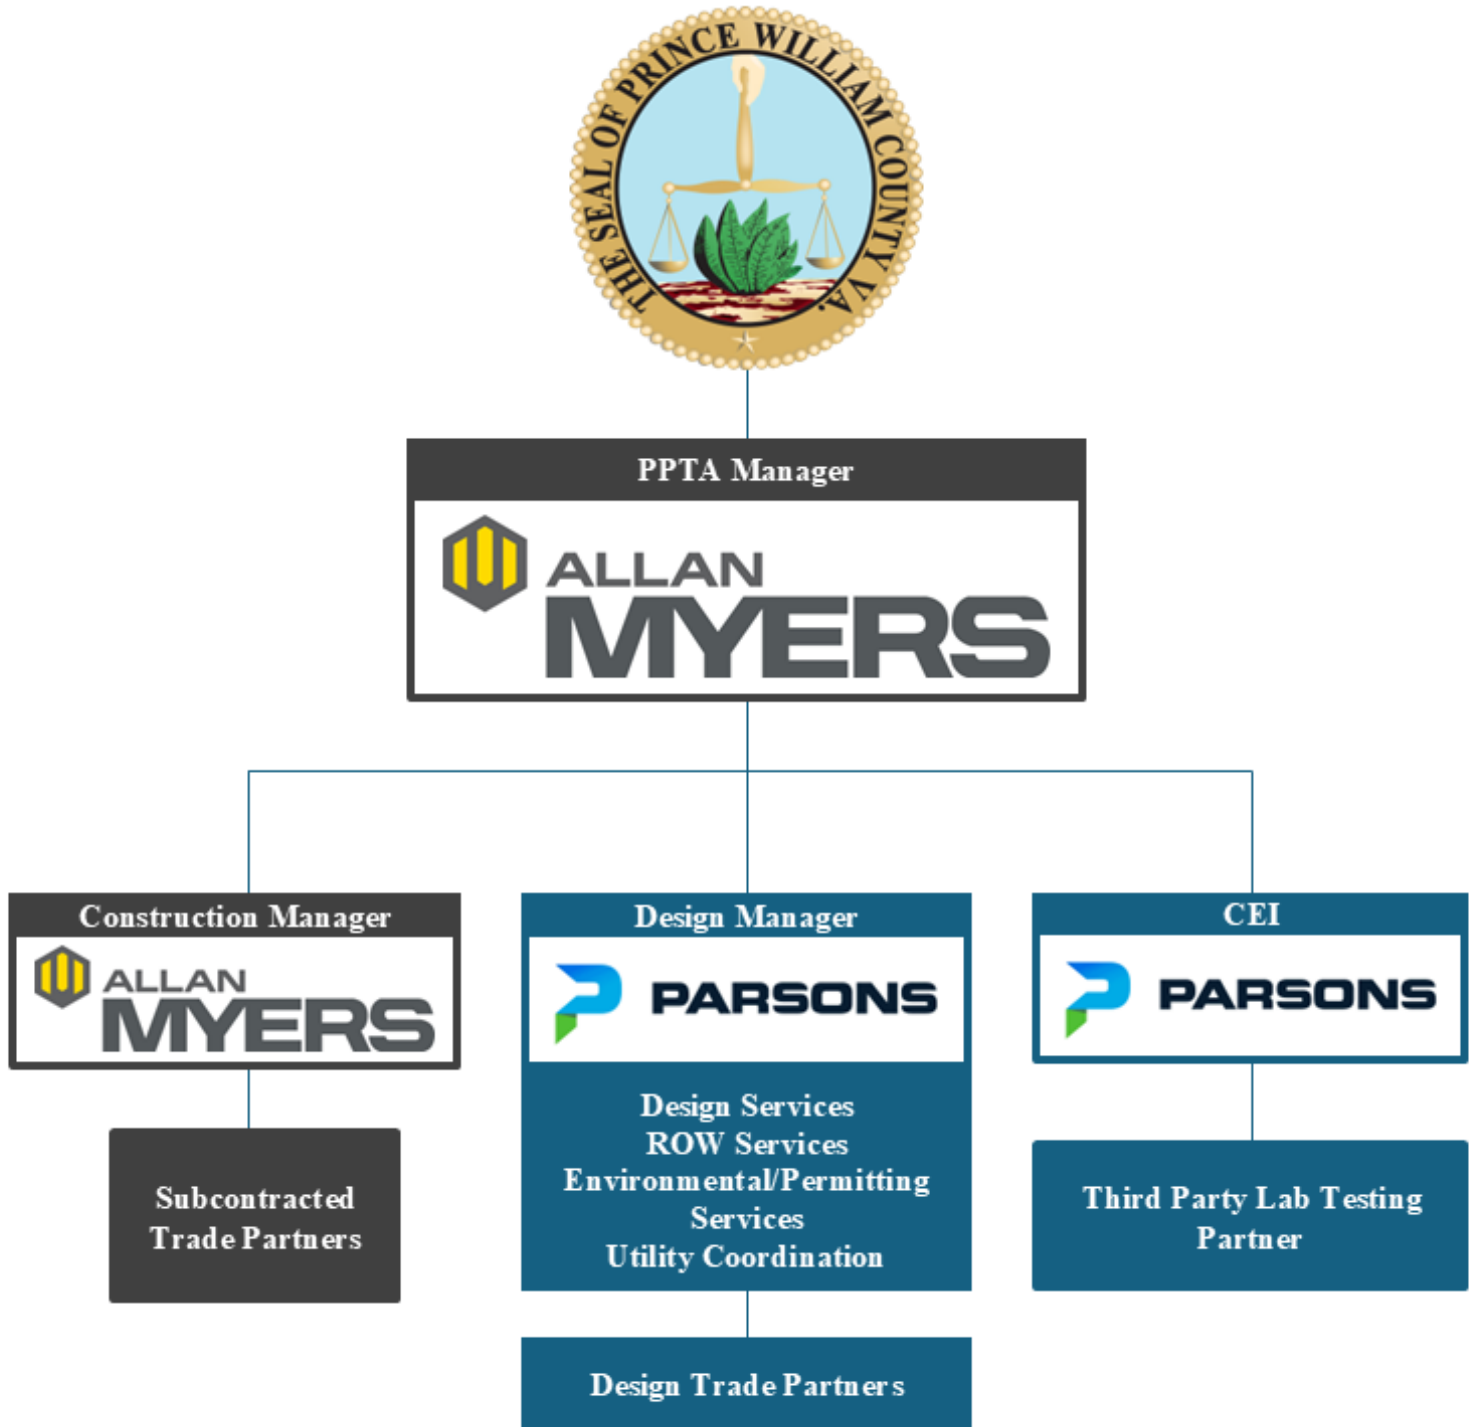 THE SEAL OF PRINCE WILLIAM COUNTY VA.
PPTA Manager
ALLAN
MYERS
Construction Manager
ALLAN
MYERS
Subcontracted
Trade Partners
Design Manager
PARSONS
Design Services
ROW Services
Environmental/Permitting
Services
Utility Coordination
Design Trade Partners
CEI
PARSONS
Third Party Lab Testing
Partner